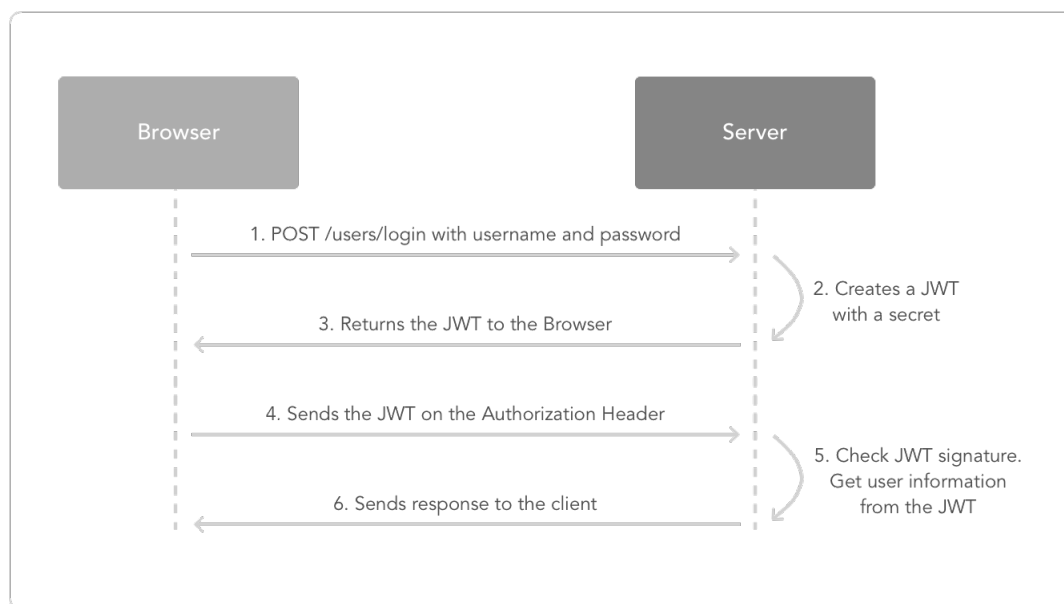 Browser
Server
1. POST /users/login with username and password
2. Creates a JWT
with a secret
3. Returns the JWT to the Browser
4. Sends the JWT on the Authorization Header
5. Check JWT signature.
Get user information
from the JWT
6. Sends response to the client